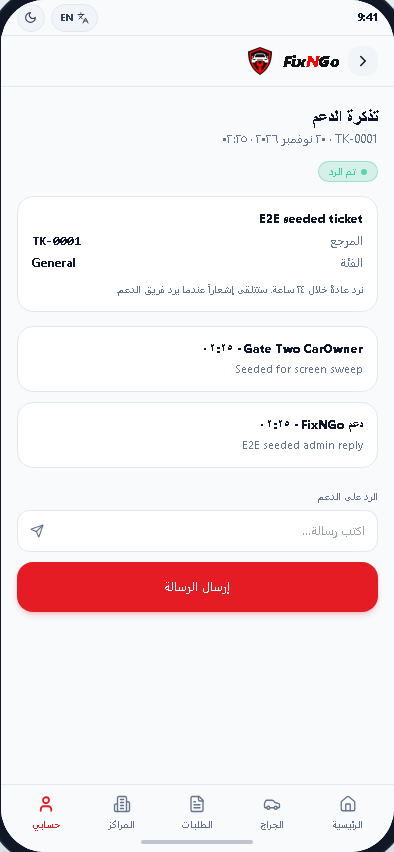 9:41
EN
FixNGo
تذكرة الدعم
TK-0001 · ٢٠ نوفمبر ٢٠٢٦ ٠٢:٢٥
تم الرد
E2E seeded ticket
المرجع TK-0001
الفئة General
نرد عادةً خلال ٢٤ ساعة. ستتلقى إشعاراً عندما يرد فريق الدعم.
Gate Two CarOwner - ٠٢:٢٥
Seeded for screen sweep
دعم FixNGo - ٠٢:٢٥
E2E seeded admin reply
الرد على الدعم
اكتب رسالة...
إرسال الرسالة
الرئيسية
الجراج
الطلبات
المراكز
حسابي